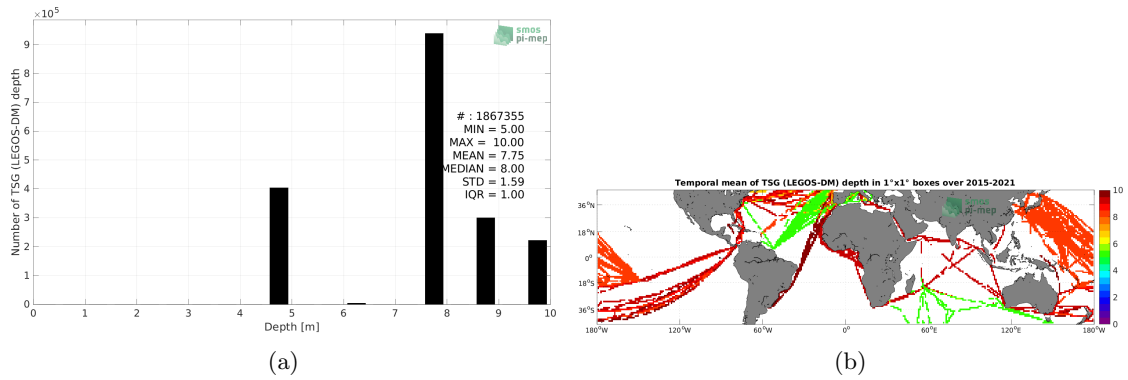 ×10⁵
9
8
7
6
5
4
3
2
1
0
Number of TSG (LEGOS-DM) depth
smos
pi-mep
# : 1867355
MIN = 5.00
MAX = 10.00
MEAN = 7.75
MEDIAN = 8.00
STD = 1.59
IQR = 1.00
0 1 2 3 4 5 6 7 8 9 10
Depth [m]
(a)
Temporal mean of TSG (LEGOS-DM) depth in 1°x1° boxes over 2015-2021
smos
pi-mep
36°N
18°N
0°
18°S
36°S
180°W 120°W 60°W 0° 60°E 120°E 180°W
10
8
6
4
2
0
(b)